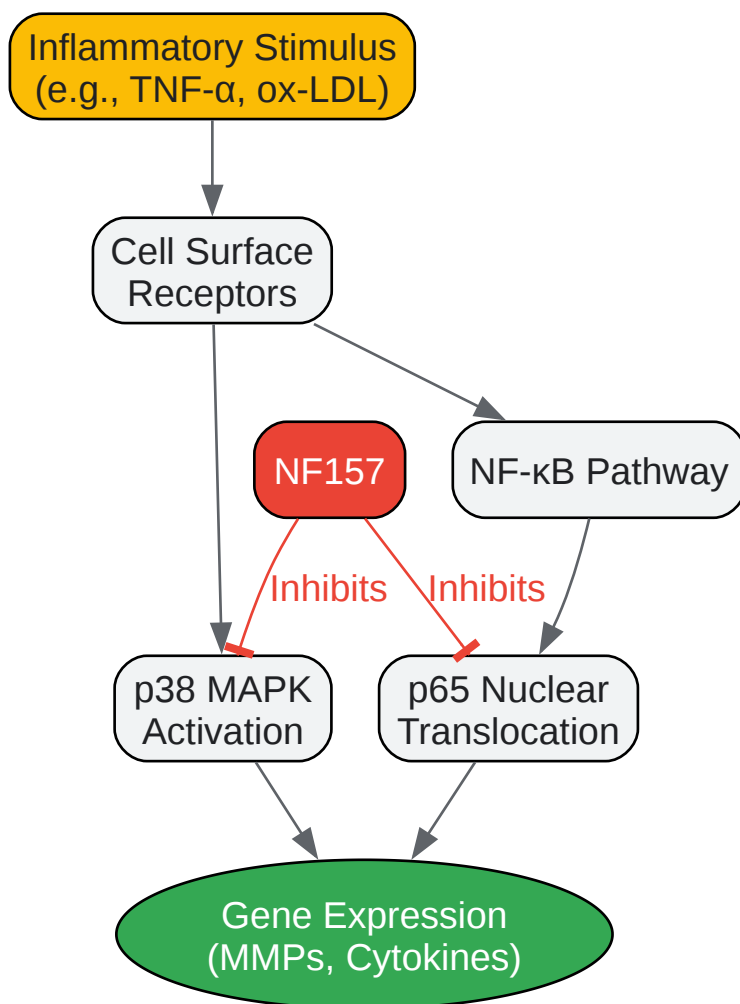 Inflammatory Stimulus
(e.g., TNF-α, ox-LDL)
Cell Surface
Receptors
NF157
NF-κB Pathway
Inhibits
Inhibits
p38 MAPK
Activation
p65 Nuclear
Translocation
Gene Expression
(MMPs, Cytokines)